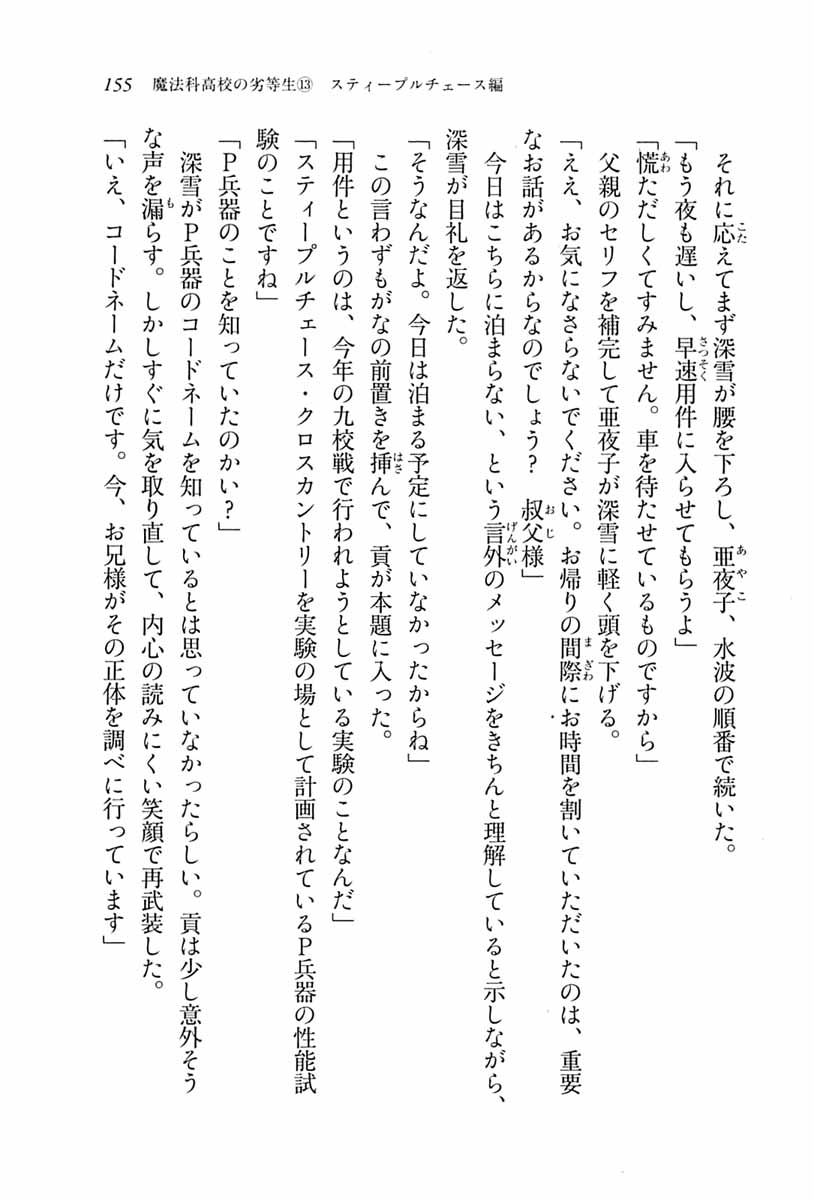 155　魔法科高校の劣等生⑬　スティープルチェース編
　それに応えてまず深雪が腰を下ろし、亜夜子、水波の順番で続いた。
「もう夜も遅いし、早速用件に入らせてもらうよ」
「慌ただしくてすみません。車を待たせているものですから」
　父親のセリフを補完して亜夜子が深雪に軽く頭を下げる。
「ええ、お気になさらないでください。お帰りの間際にお時間を割いていただいたのは、重要
なお話があるからなのでしょう？　叔父様」
　今日はこちらに泊まらない、という言外のメッセージをきちんと理解していると示しながら、
深雪が目礼を返した。
「そうなんだよ。今日は泊まる予定にしていなかったからね」
　この言わずもがなの前置きを挿んで、貢が本題に入った。
「用件というのは、今年の九校戦で行われようとしている実験のことなんだ」
「スティープルチェース・クロスカントリーを実験の場として計画されているＰ兵器の性能試
験のことですね」
「Ｐ兵器のことを知っていたのかい？」
　深雪がＰ兵器のコードネームを知っているとは思っていなかったらしい。貢は少し意外そう
な声を漏らす。しかしすぐに気を取り直して、内心の読みにくい笑顔で再武装した。
「いえ、コードネームだけです。今、お兄様がその正体を調べに行っています」